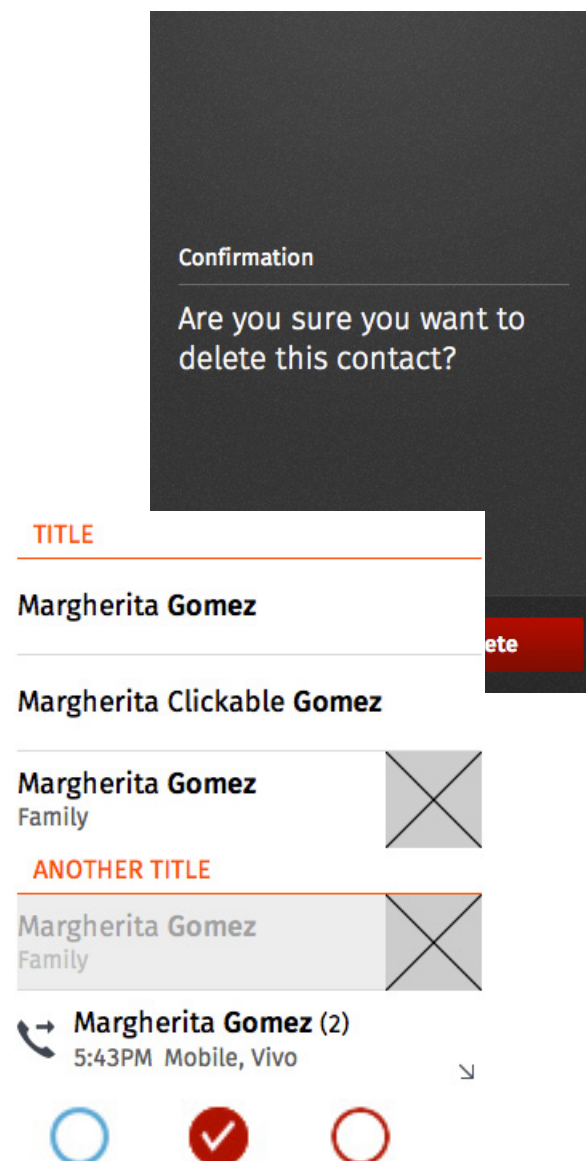 Confirmation
Are you sure you want to
delete this contact?
TITLE
Margherita Gomez
ete
Margherita Clickable Gomez
Margherita Gomez
Family
ANOTHER TITLE
Margherita Gomez
Family
Margherita Gomez (2)
5:43PM Mobile, Vivo